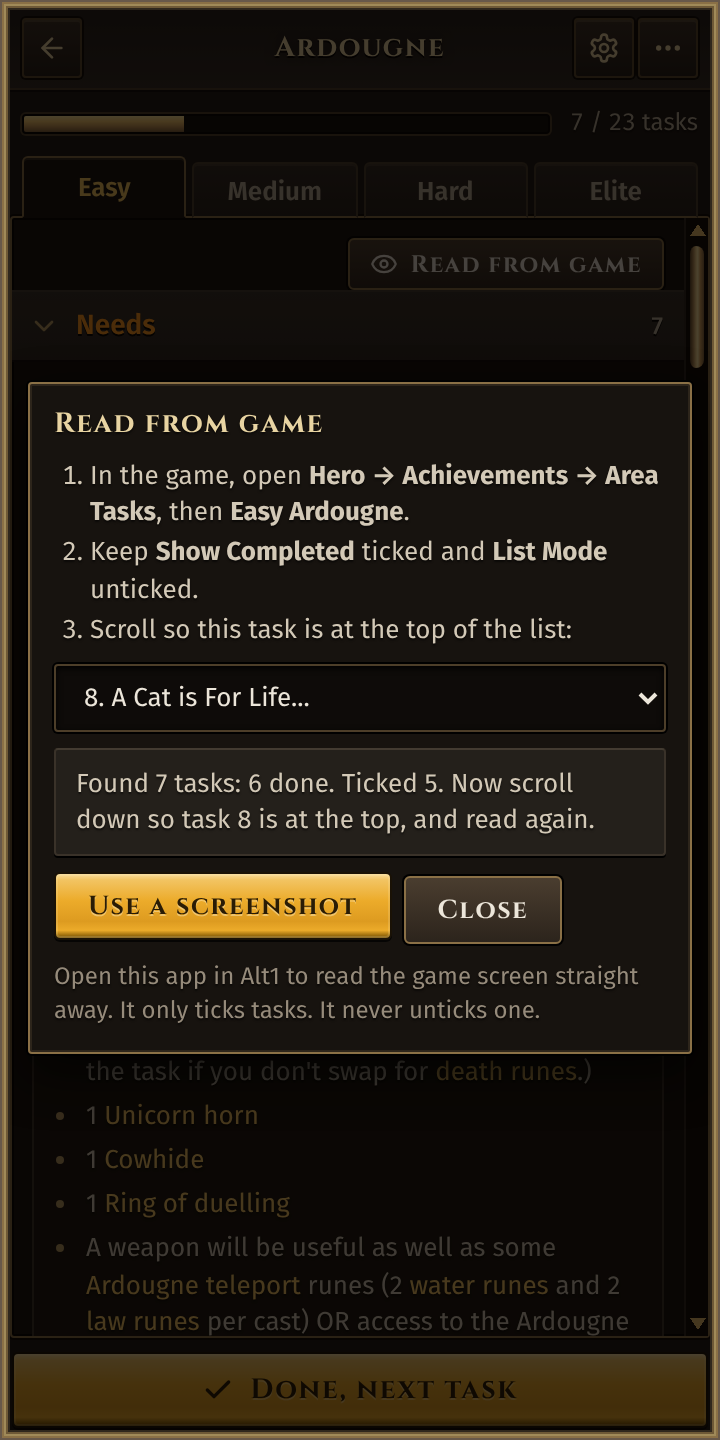 Ardougne
7 / 23 tasks
Easy
Medium
Hard
Elite
Read from game
Needs
7
Read from game
1. In the game, open Hero → Achievements → Area
Tasks, then Easy Ardougne.
2. Keep Show Completed ticked and List Mode
unticked.
3. Scroll so this task is at the top of the list:
8. A Cat is For Life...
Found 7 tasks: 6 done. Ticked 5. Now scroll
down so task 8 is at the top, and read again.
Use a screenshot
Close
Open this app in Alt1 to read the game screen straight
away. It only ticks tasks. It never unticks one.
the task if you don't swap for death runes.)
• 1 Unicorn horn
• 1 Cowhide
• 1 Ring of duelling
• A weapon will be useful as well as some
Ardougne teleport runes (2 water runes and 2
law runes per cast) OR access to the Ardougne
Done, next task